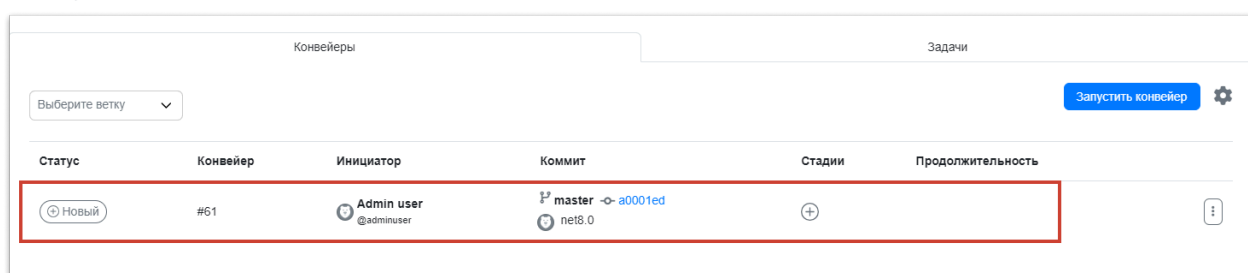 Конвейеры Задачи
Выберите ветку Запустить конвейер
Статус Конвейер Инициатор Коммит Стадии Продолжительность
Новый #61 Admin user @adminuser master a0001ed net8.0